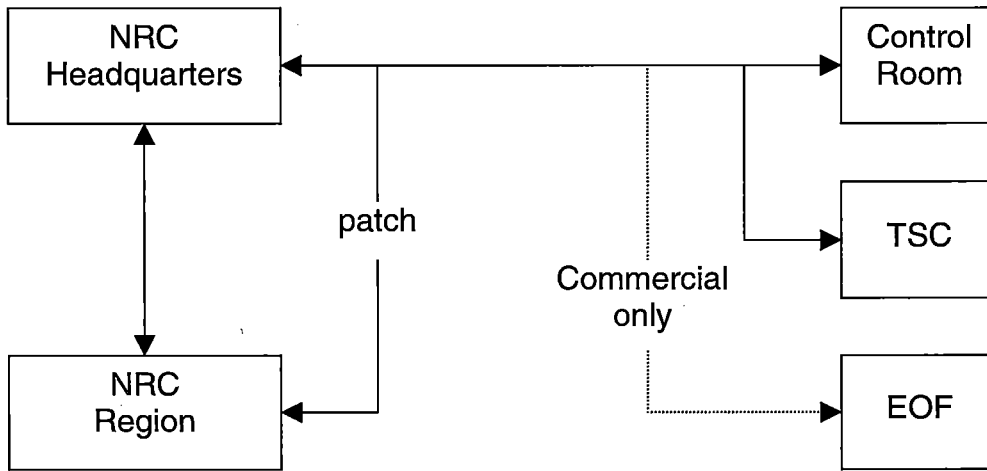 NRC
Headquarters
Control
Room
patch
TSC
Commercial
only
NRC
Region
EOF